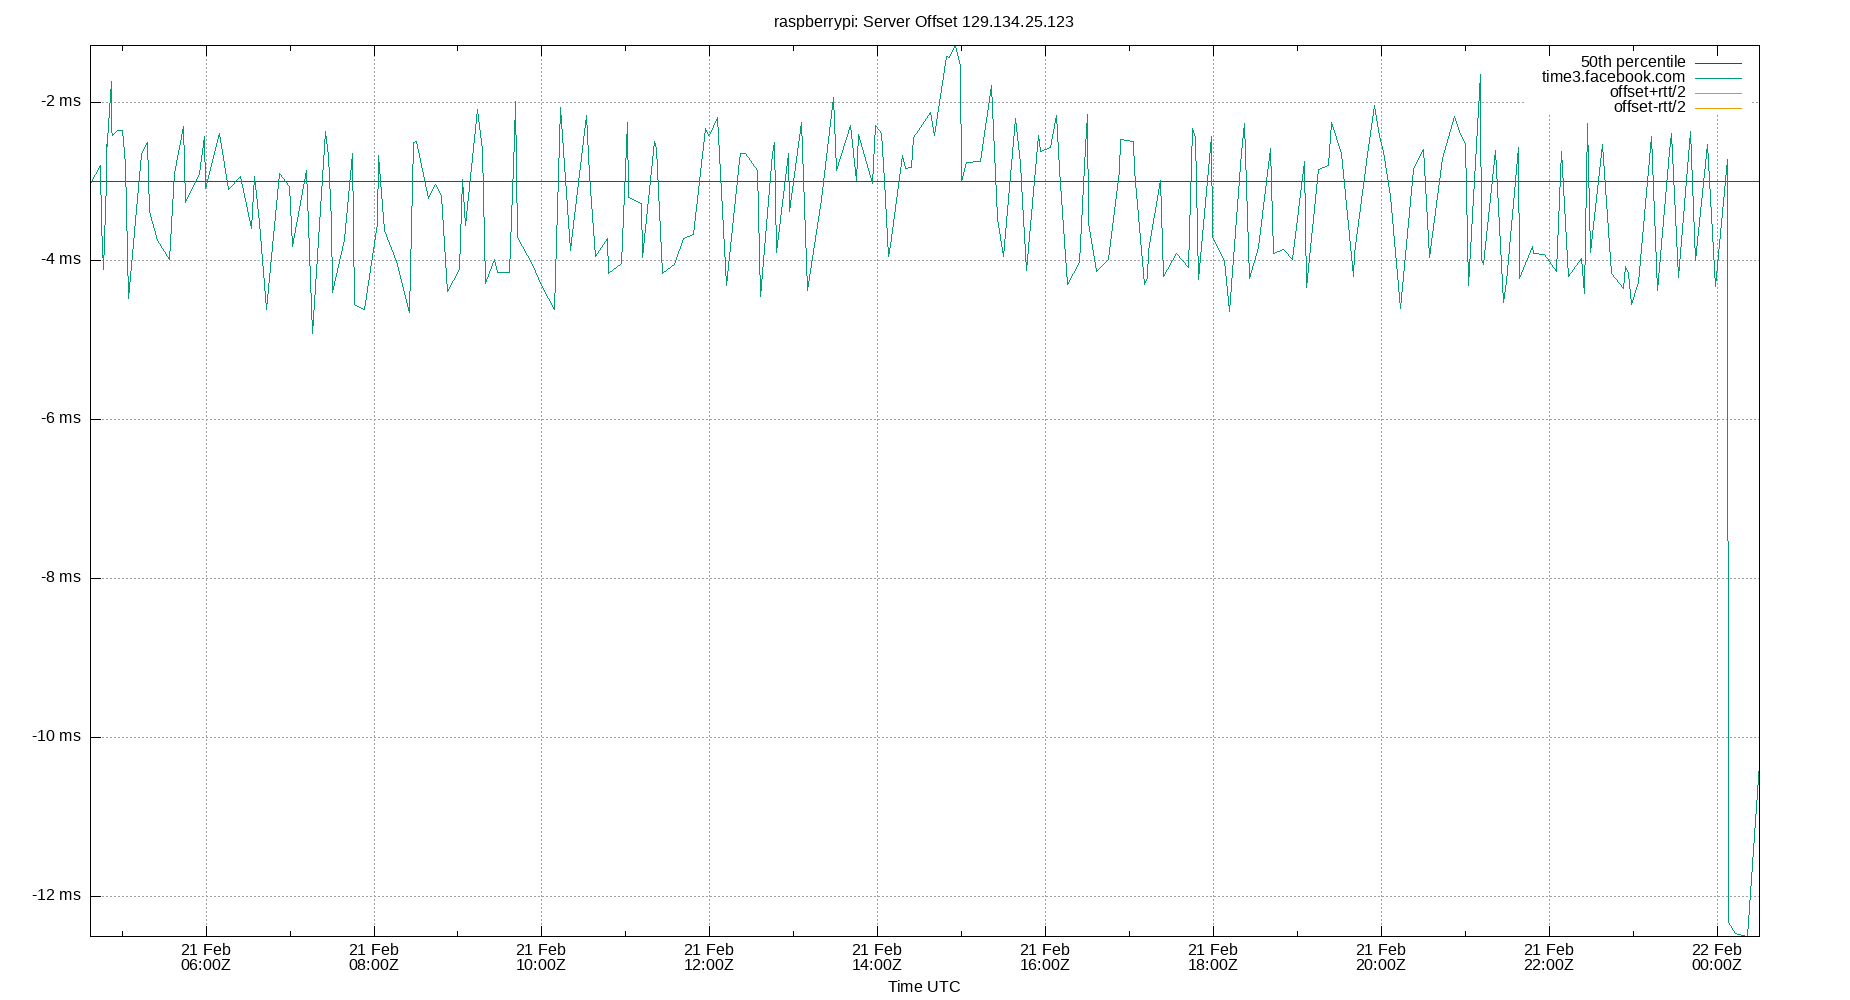 raspberrypi: Server Offset 129.134.25.123
50th percentile
time3.facebook.com
offset+rtt/2
offset-rtt/2
-2 ms
-4 ms
-6 ms
-8 ms
-10 ms
-12 ms
21 Feb 21 Feb 21 Feb 21 Feb 21 Feb 21 Feb 21 Feb 21 Feb 21 Feb 22 Feb
06:00Z 08:00Z 10:00Z 12:00Z 14:00Z 16:00Z 18:00Z 20:00Z 22:00Z 00:00Z
Time UTC